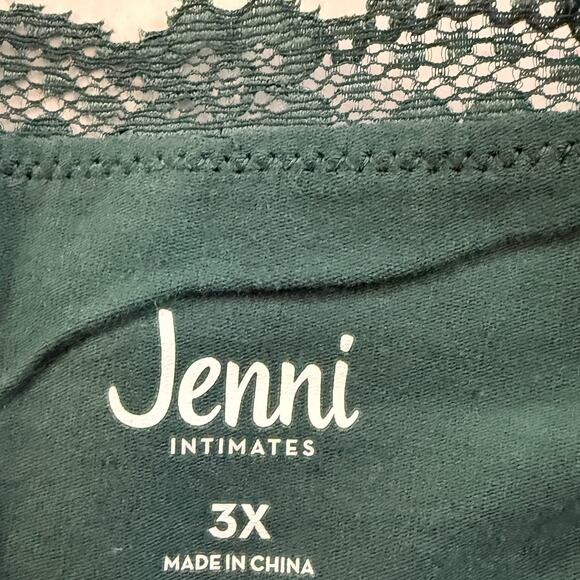 Jenni
INTIMATES
3X
MADE IN CHINA